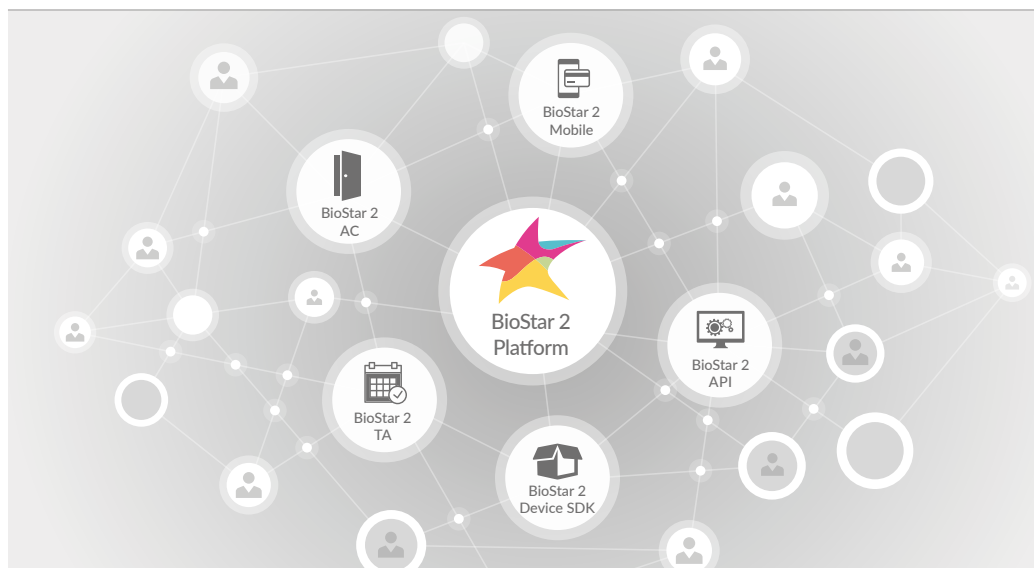 BioStar 2
Mobile
BioStar 2
AC
BioStar 2
Platform
BioStar 2
API
BioStar 2
TA
BioStar 2
Device SDK